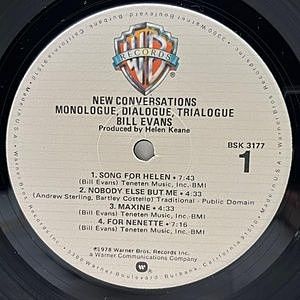 WB
RECORDS
NEW CONVERSATIONS
MONOLOGUE, DIALOGUE, TRIALOGUE
BILL EVANS
Produced by Helen Keane
BSK 3177
1
1. SONG FOR HELEN • 7:43
(Bill Evans) Teneten Music, Inc.-BMI
2. NOBODY ELSE BUT ME • 4:33
(Andrew Sterling, Bartley Costello) Traditional - Public Domain
3. MAXINE • 4:33
(Bill Evans) Teneten Music, Inc.-BMI
4. FOR NENETTE • 7:16
(Bill Evans) Teneten Music, Inc.-BMI
©1978 Warner Bros. Records Inc.
a Warner Communications Company